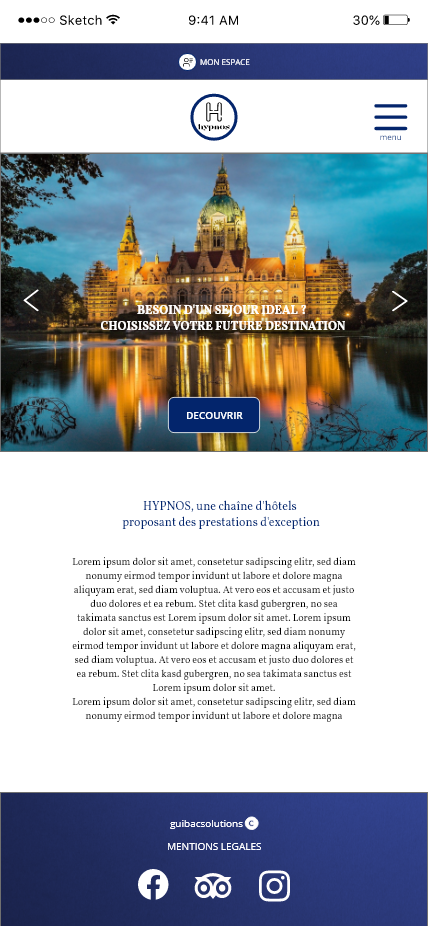 Sketch 9:41 AM 30%
MON ESPACE
H
hypnos
menu
BESOIN D'UN SEJOUR IDEAL ?
CHOISISSEZ VOTRE FUTURE DESTINATION
DECOUVRIR
HYPNOS, une chaîne d'hôtels
proposant des prestations d'exception
Lorem ipsum dolor sit amet, consetetur sadipscing elitr, sed diam
nonumy eirmod tempor invidunt ut labore et dolore magna
aliquyam erat, sed diam voluptua. At vero eos et accusam et justo
duo dolores et ea rebum. Stet clita kasd gubergren, no sea
takimata sanctus est Lorem ipsum dolor sit amet. Lorem ipsum
dolor sit amet, consetetur sadipscing elitr, sed diam nonumy
eirmod tempor invidunt ut labore et dolore magna aliquyam erat,
sed diam voluptua. At vero eos et accusam et justo duo dolores et
ea rebum. Stet clita kasd gubergren, no sea takimata sanctus est
Lorem ipsum dolor sit amet.
Lorem ipsum dolor sit amet, consetetur sadipscing elitr, sed diam
nonumy eirmod tempor invidunt ut labore et dolore magna
guibacsolutions C
MENTIONS LEGALES